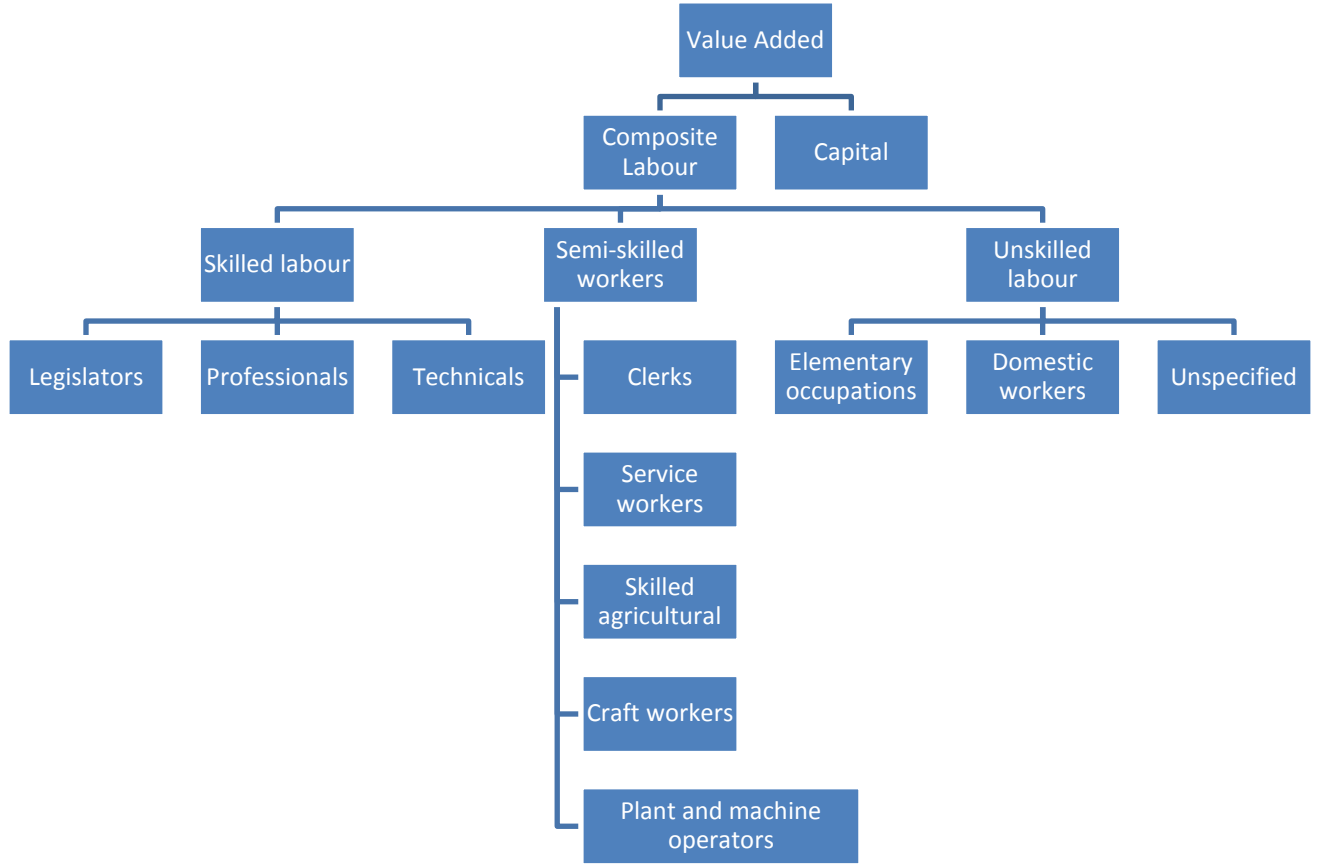 Value Added
Composite
Labour
Capital
Skilled labour
Semi-skilled
workers
Unskilled
labour
Legislators
Professionals
Technicals
Clerks
Elementary
occupations
Domestic
workers
Unspecified
Service
workers
Skilled
agricultural
Craft workers
Plant and machine
operators